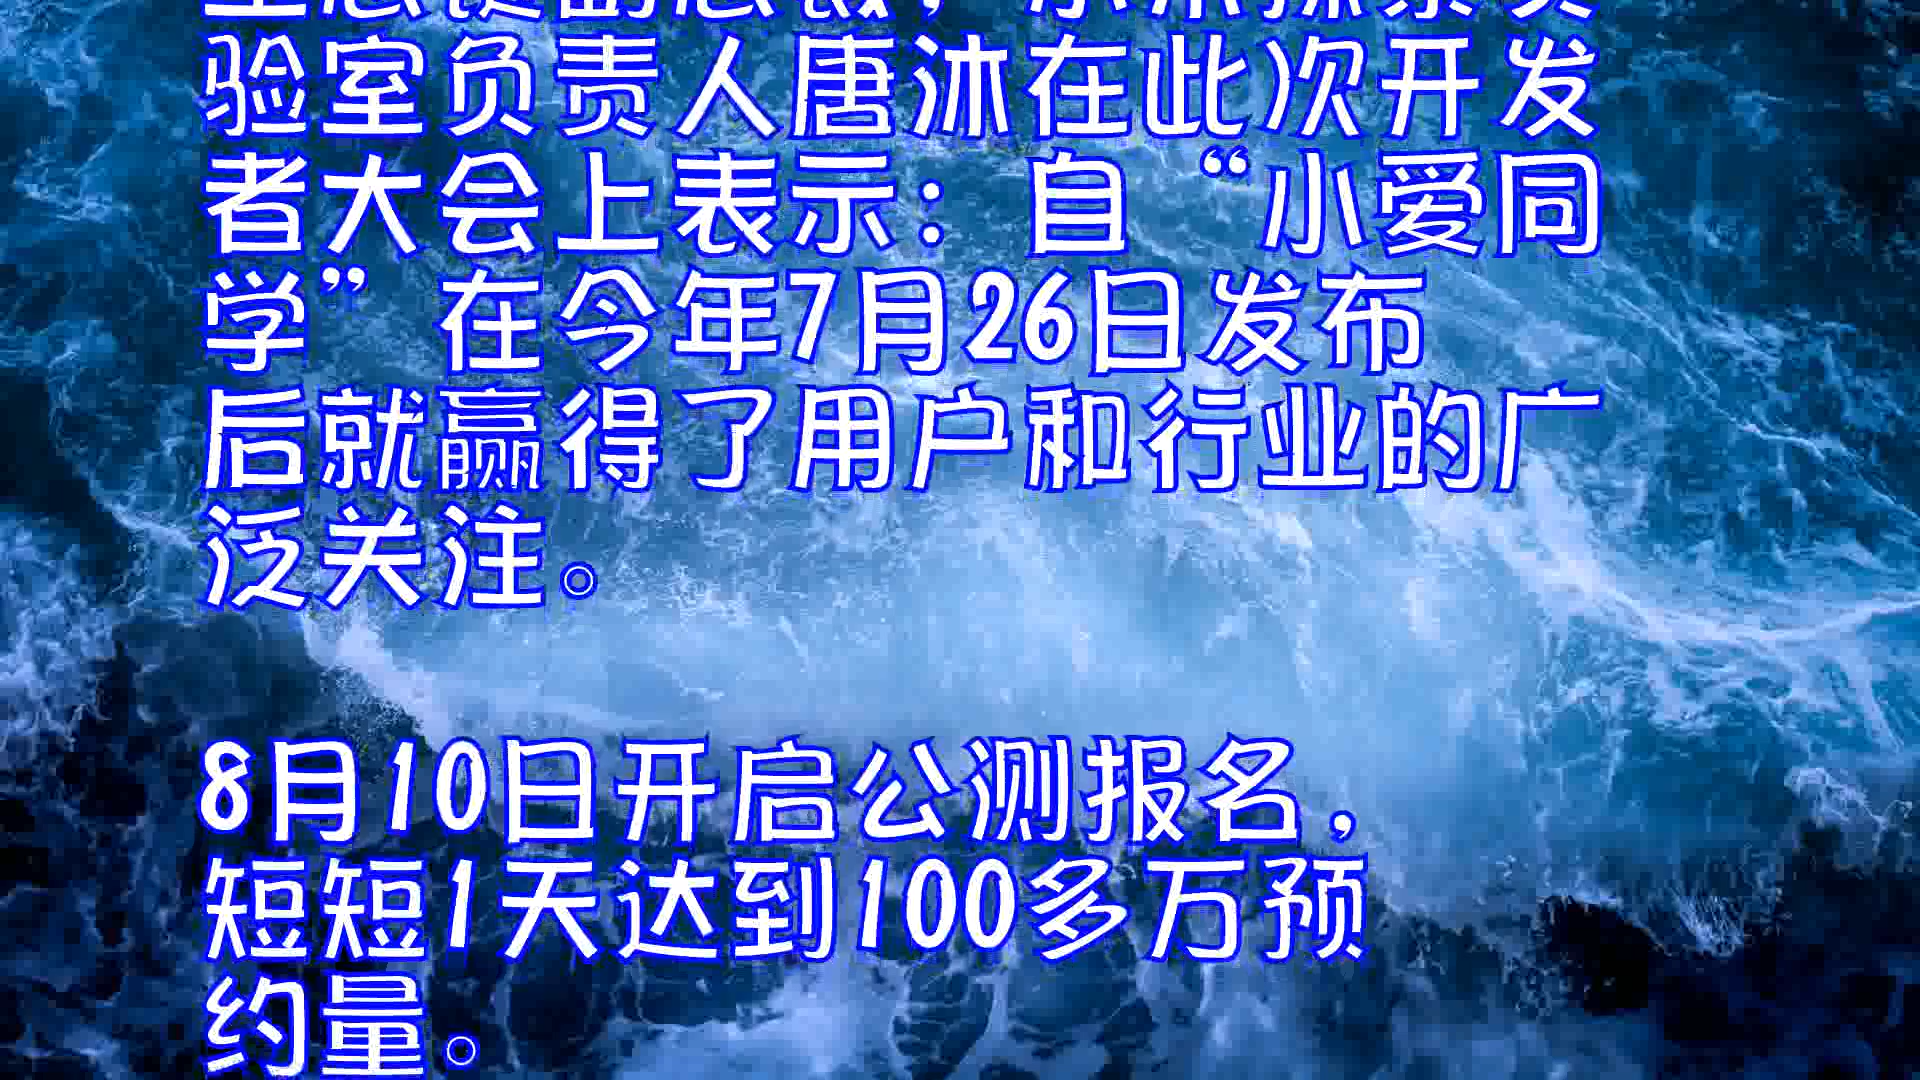 验室负责人唐沐在此次开发
者大会上表示：自“小爱同
学”在今年7月26日发布
后就赢得了用户和行业的广
泛关注。
8月10日开启公测报名，
短短1天达到100多万预
约量。